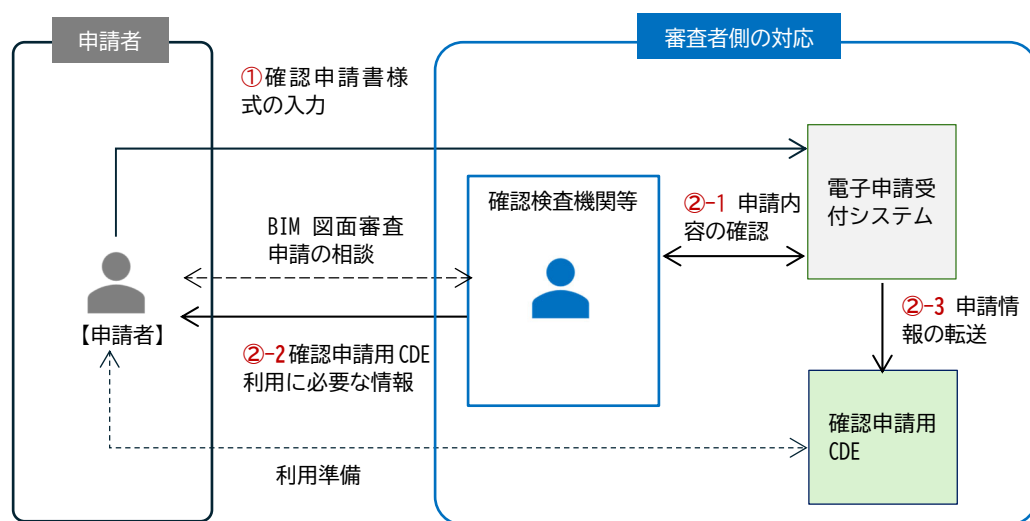 申請者
審査者側の対応
①確認申請書様
式の入力
電子申請受
付システム
確認検査機関等
②-1 申請内
容の確認
BIM 図面審査
申請の相談
【申請者】
②-2確認申請用CDE
利用に必要な情報
②-3 申請情
報の転送
確認申請用
CDE
利用準備